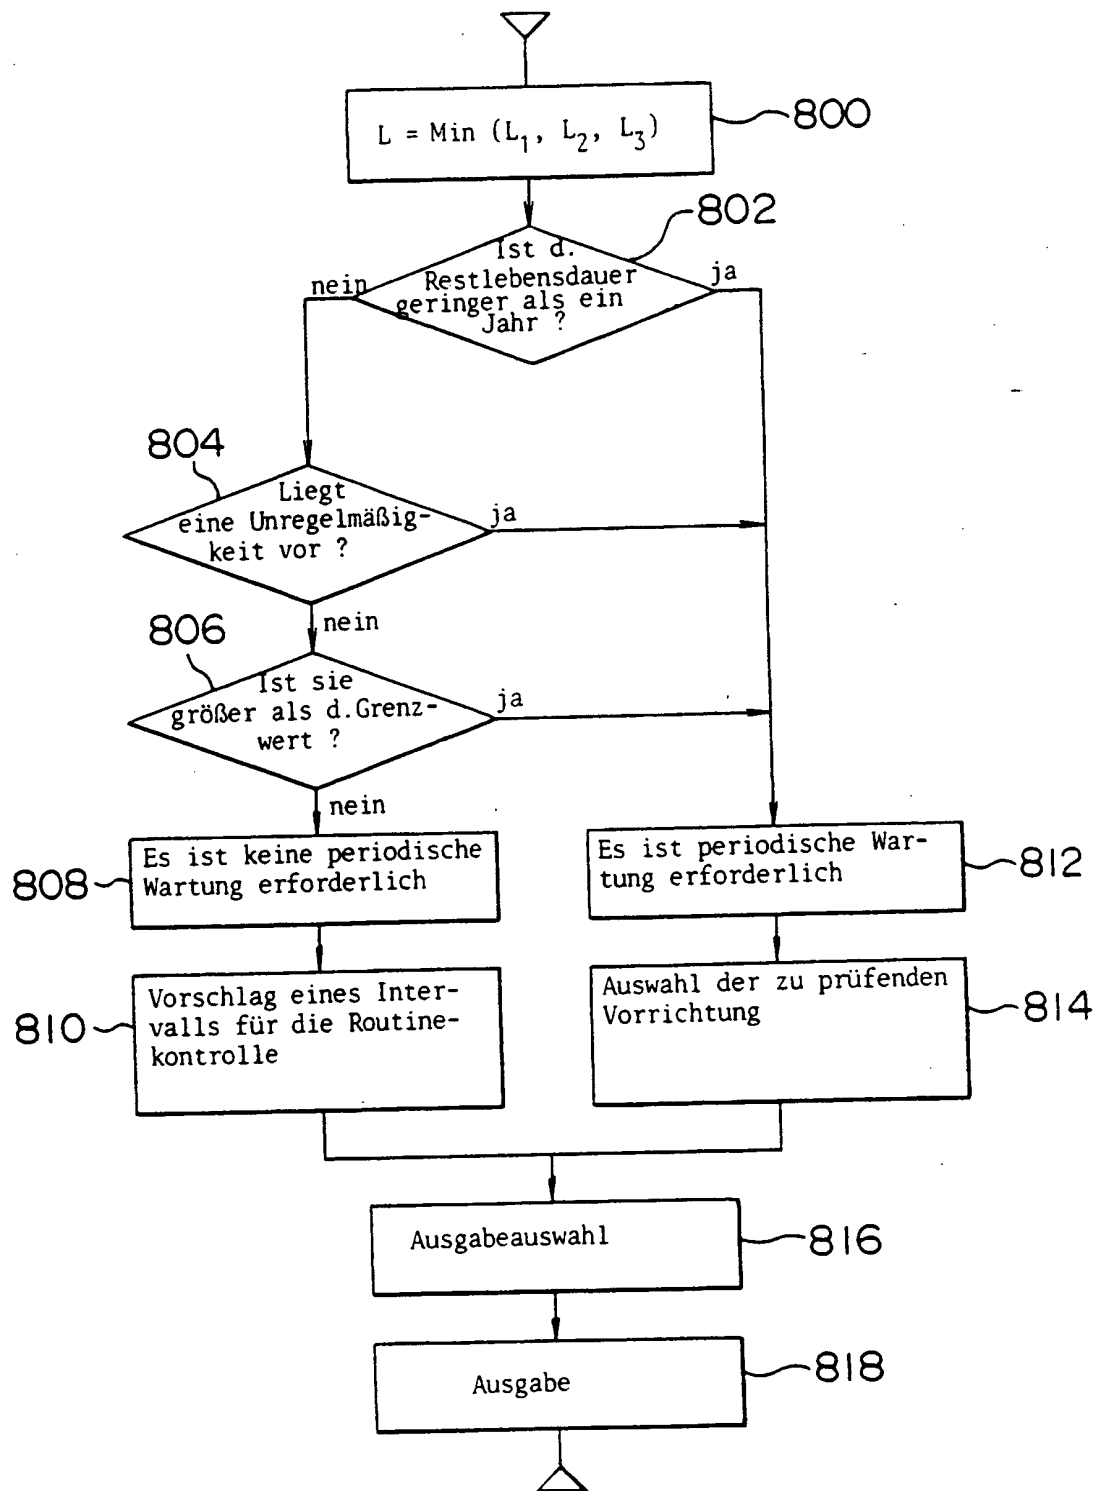 L = Min (L1, L2, L3)
800
802
Ist d.
Restlebensdauer
geringer als ein
Jahr ?
nein
ja
804
Liegt
eine Unregelmäßig-
keit vor ?
ja
nein
806
Ist sie
größer als d.Grenz-
wert ?
ja
nein
808
Es ist keine periodische
Wartung erforderlich
Es ist periodische War-
tung erforderlich
812
810
Vorschlag eines Inter-
valls für die Routine-
kontrolle
Auswahl der zu prüfenden
Vorrichtung
814
Ausgabeauswahl
816
Ausgabe
818